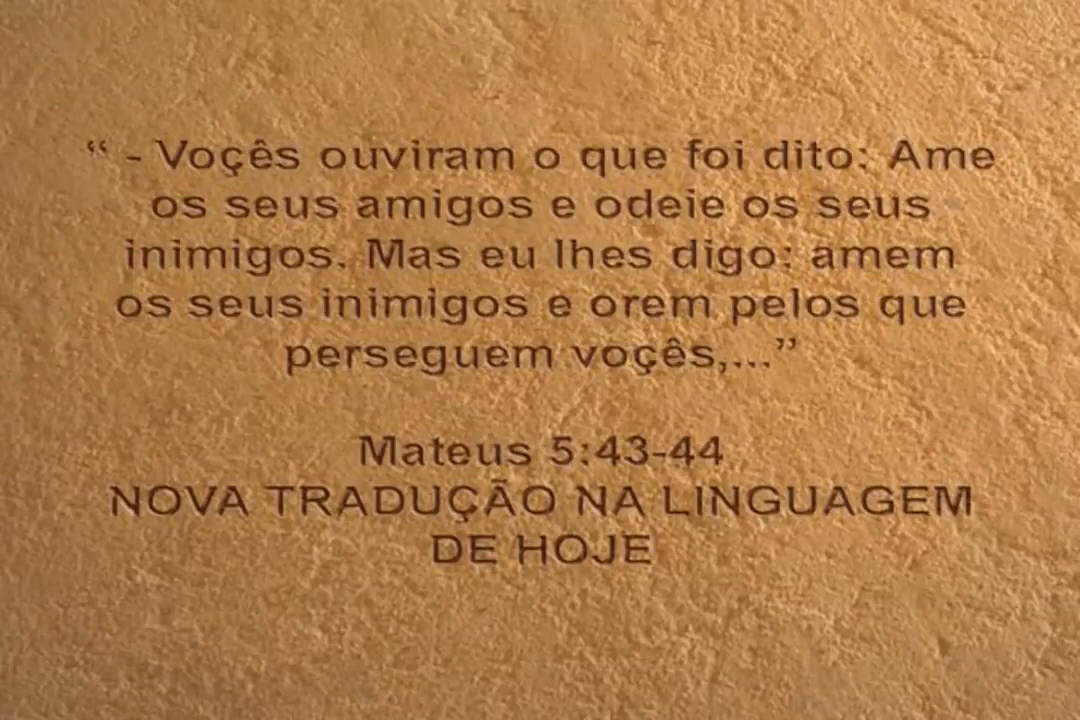 “ - Voçês ouviram o que foi dito: Ame
os seus amigos e odeie os seus
inimigos. Mas eu lhes digo: amem
os seus inimigos e orem pelos que
perseguem voçês,...”
Mateus 5:43-44
NOVA TRADUÇÃO NA LINGUAGEM
DE HOJE